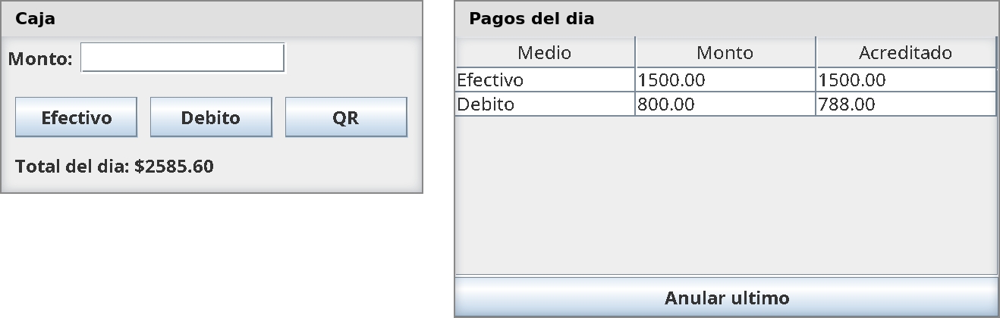 Caja
Monto:
Efectivo Debito QR
Total del dia: $2585.60
Pagos del dia
Medio Monto Acreditado
Efectivo 1500.00 1500.00
Debito 800.00 788.00
Anular ultimo